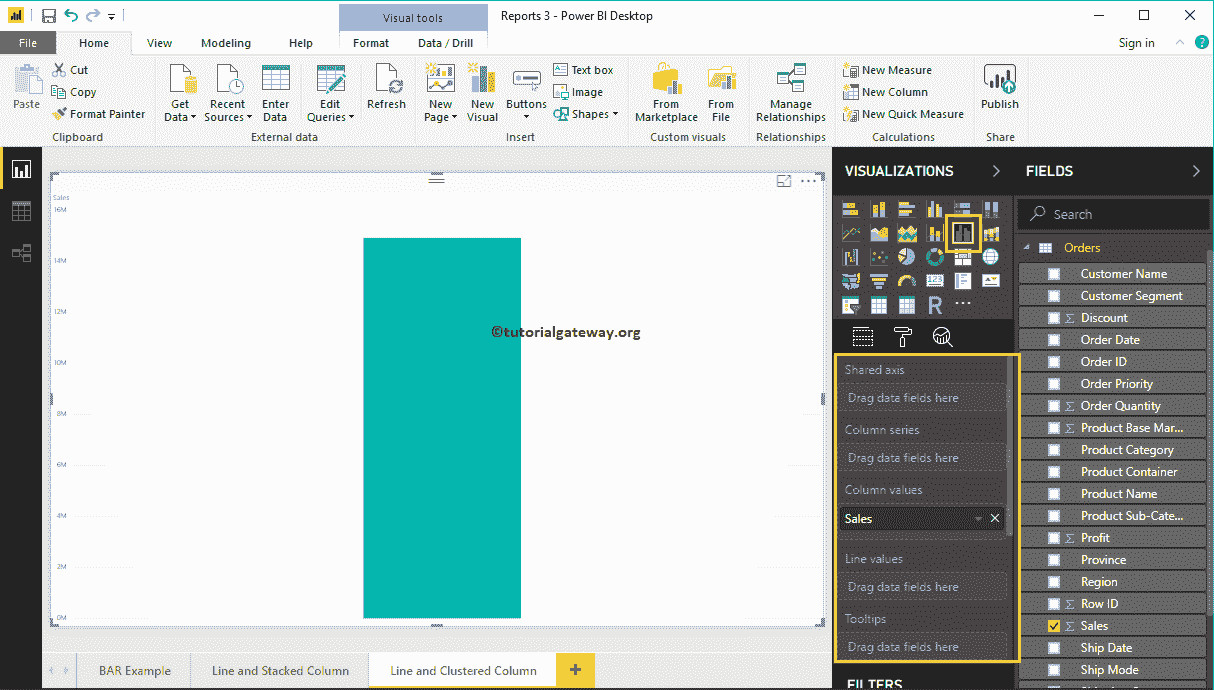 Visual tools
Reports 3 - Power BI Desktop
File
Home
View
Modeling
Help
Format
Data / Drill
Sign in
?
Paste
Cut
Copy
Format Painter
Clipboard
Get Data
Recent Sources
Enter Data
Edit Queries
External data
Refresh
New Page
New Visual
Buttons
Text box
Image
Shapes
Insert
From Marketplace
From File
Custom visuals
Manage Relationships
Relationships
New Measure
New Column
New Quick Measure
Calculations
Publish
Share
Sales
16M
14M
12M
10M
8M
6M
4M
2M
0M
©tutorialgateway.org
VISUALIZATIONS
123
R
Shared axis
Drag data fields here
Column series
Drag data fields here
Column values
Sales
Line values
Drag data fields here
Tooltips
Drag data fields here
FILTERS
FIELDS
Search
Orders
Customer Name
Customer Segment
Σ Discount
Order Date
Order ID
Order Priority
Σ Order Quantity
Σ Product Base Mar...
Product Category
Product Container
Product Name
Product Sub-Cate...
Σ Profit
Province
Region
Σ Row ID
Σ Sales
Ship Date
Ship Mode
BAR Example
Line and Stacked Column
Line and Clustered Column
+